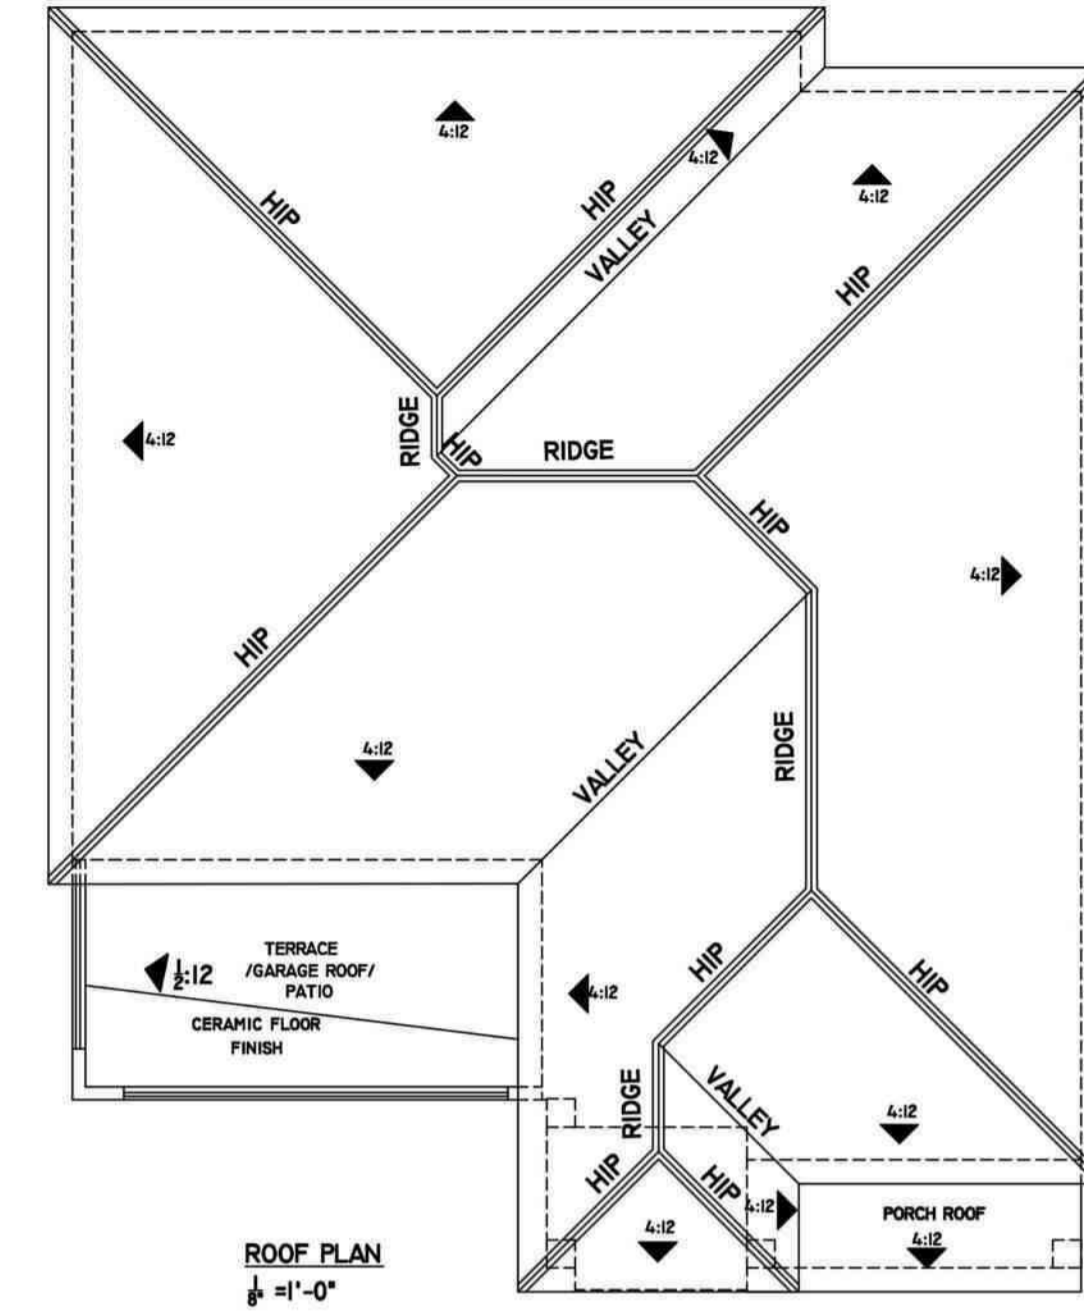 4:12
4:12
4:12
HIP
HIP
VALLEY
HIP
RIDGE
4:12
HIP
RIDGE
HIP
4:12
HIP
4:12
VALLEY
RIDGE
TERRACE
/GARAGE ROOF/
PATIO
1/2:12
CERAMIC FLOOR
FINISH
4:12
HIP
HIP
RIDGE
VALLEY
4:12
HIP
HIP
4:12
4:12
PORCH ROOF
4:12
ROOF PLAN
1/8" =1'-0"